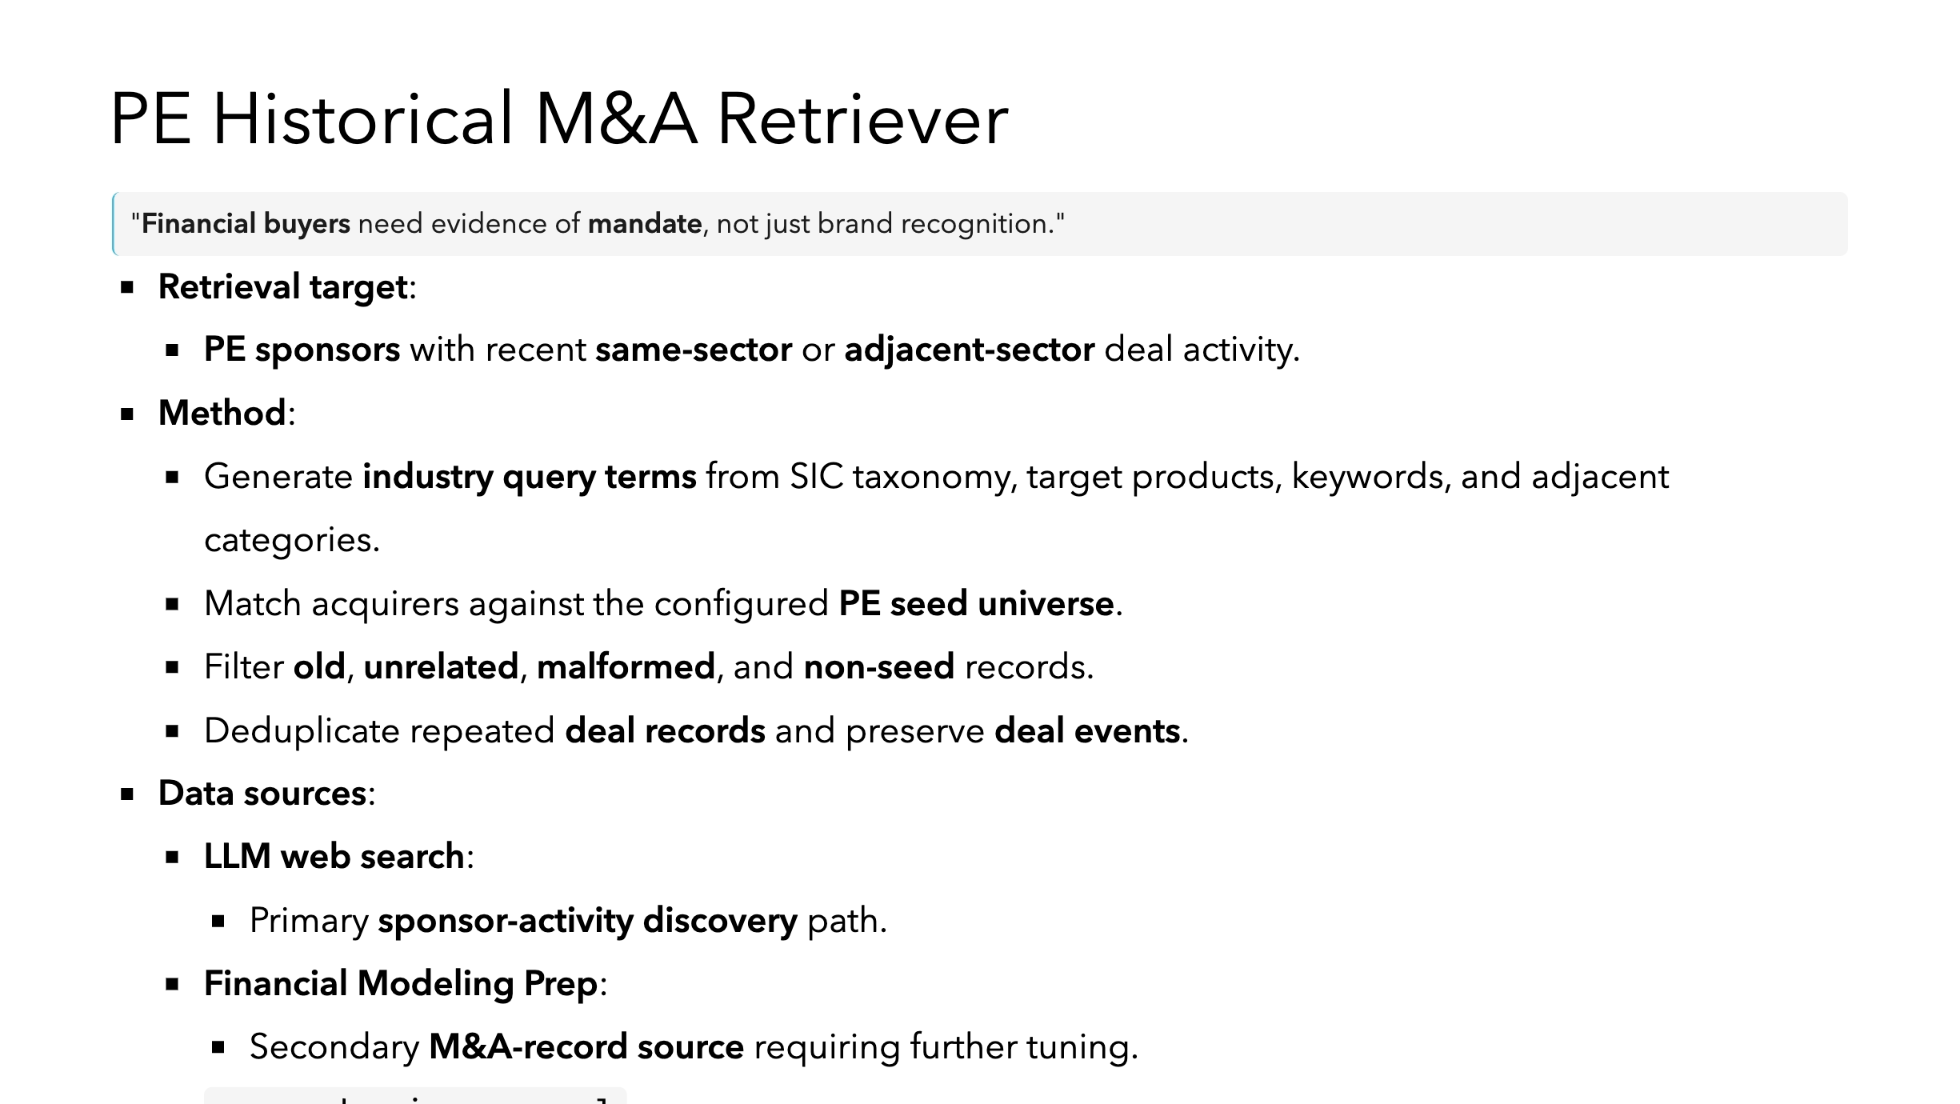 PE Historical M&A Retriever
"Financial buyers need evidence of mandate, not just brand recognition."
Retrieval target:
PE sponsors with recent same-sector or adjacent-sector deal activity.
Method:
Generate industry query terms from SIC taxonomy, target products, keywords, and adjacent
categories.
Match acquirers against the configured PE seed universe.
Filter old, unrelated, malformed, and non-seed records.
Deduplicate repeated deal records and preserve deal events.
Data sources:
LLM web search:
Primary sponsor-activity discovery path.
Financial Modeling Prep:
Secondary M&A-record source requiring further tuning.